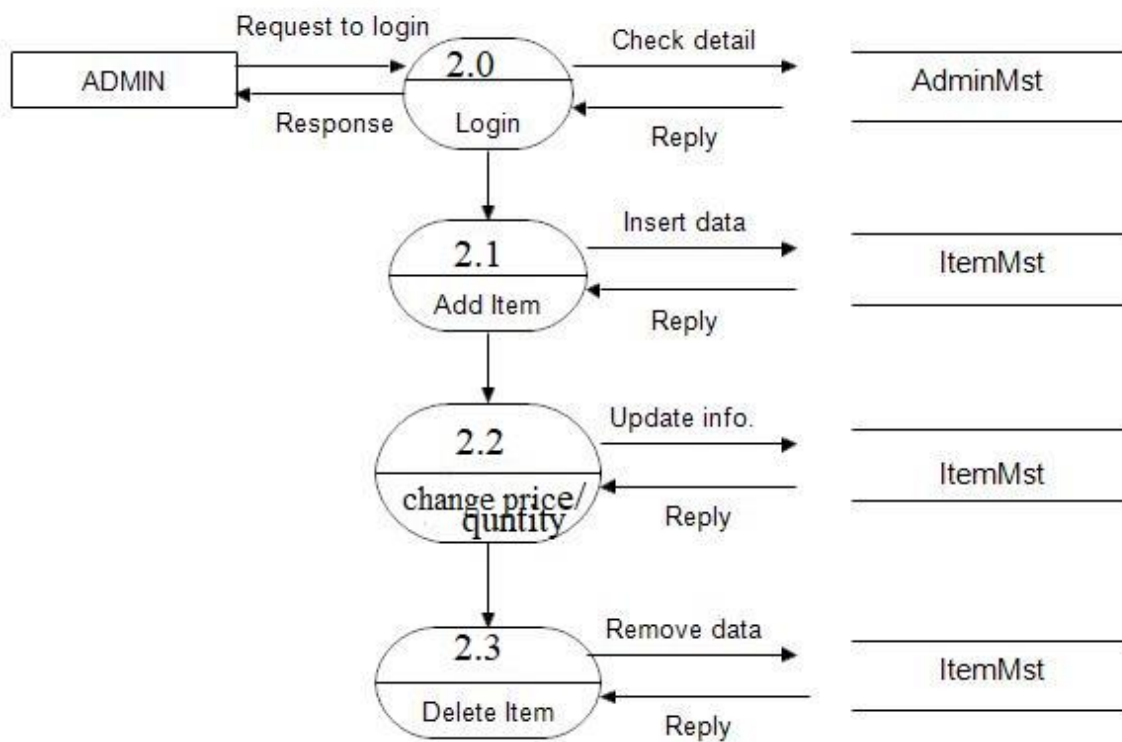 Request to login
Check detail
ADMIN
2.0
AdminMst
Response
Login
Reply
Insert data
2.1
ItemMst
Add Item
Reply
Update info.
2.2
ItemMst
change price/
quntity
Reply
Remove data
2.3
ItemMst
Delete Item
Reply